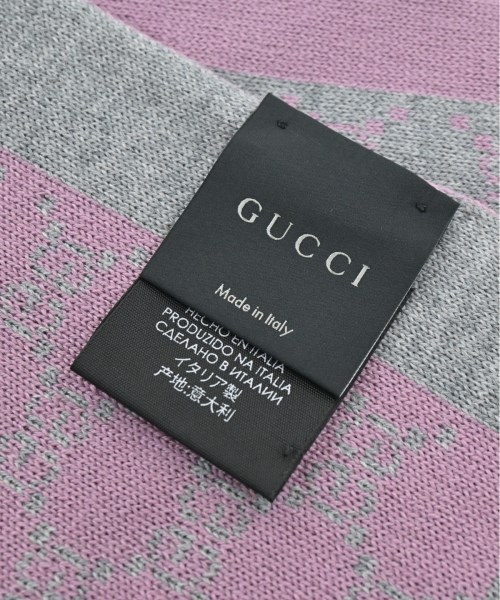 GUCCI
Made in Italy
HECHO EN ITALIA
PRODUZIDO NA ITALIA
СДЕЛАНО В ИТАЛИИ
イタリア製
产地:意大利